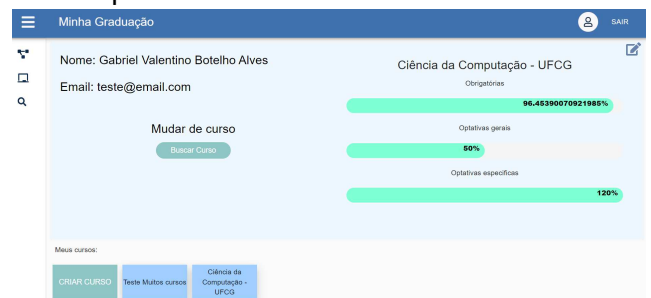 Minha Graduação
SAIR
Nome: Gabriel Valentino Botelho Alves
Email: teste@email.com
Mudar de curso
Buscar Curso
Ciência da Computação - UFCG
Obrigatórias
96.45390070921985%
Optativas gerais
50%
Optativas especificas
120%
Meus cursos:
CRIAR CURSO
Teste Muitos cursos
Ciência da
Computação -
UFCG